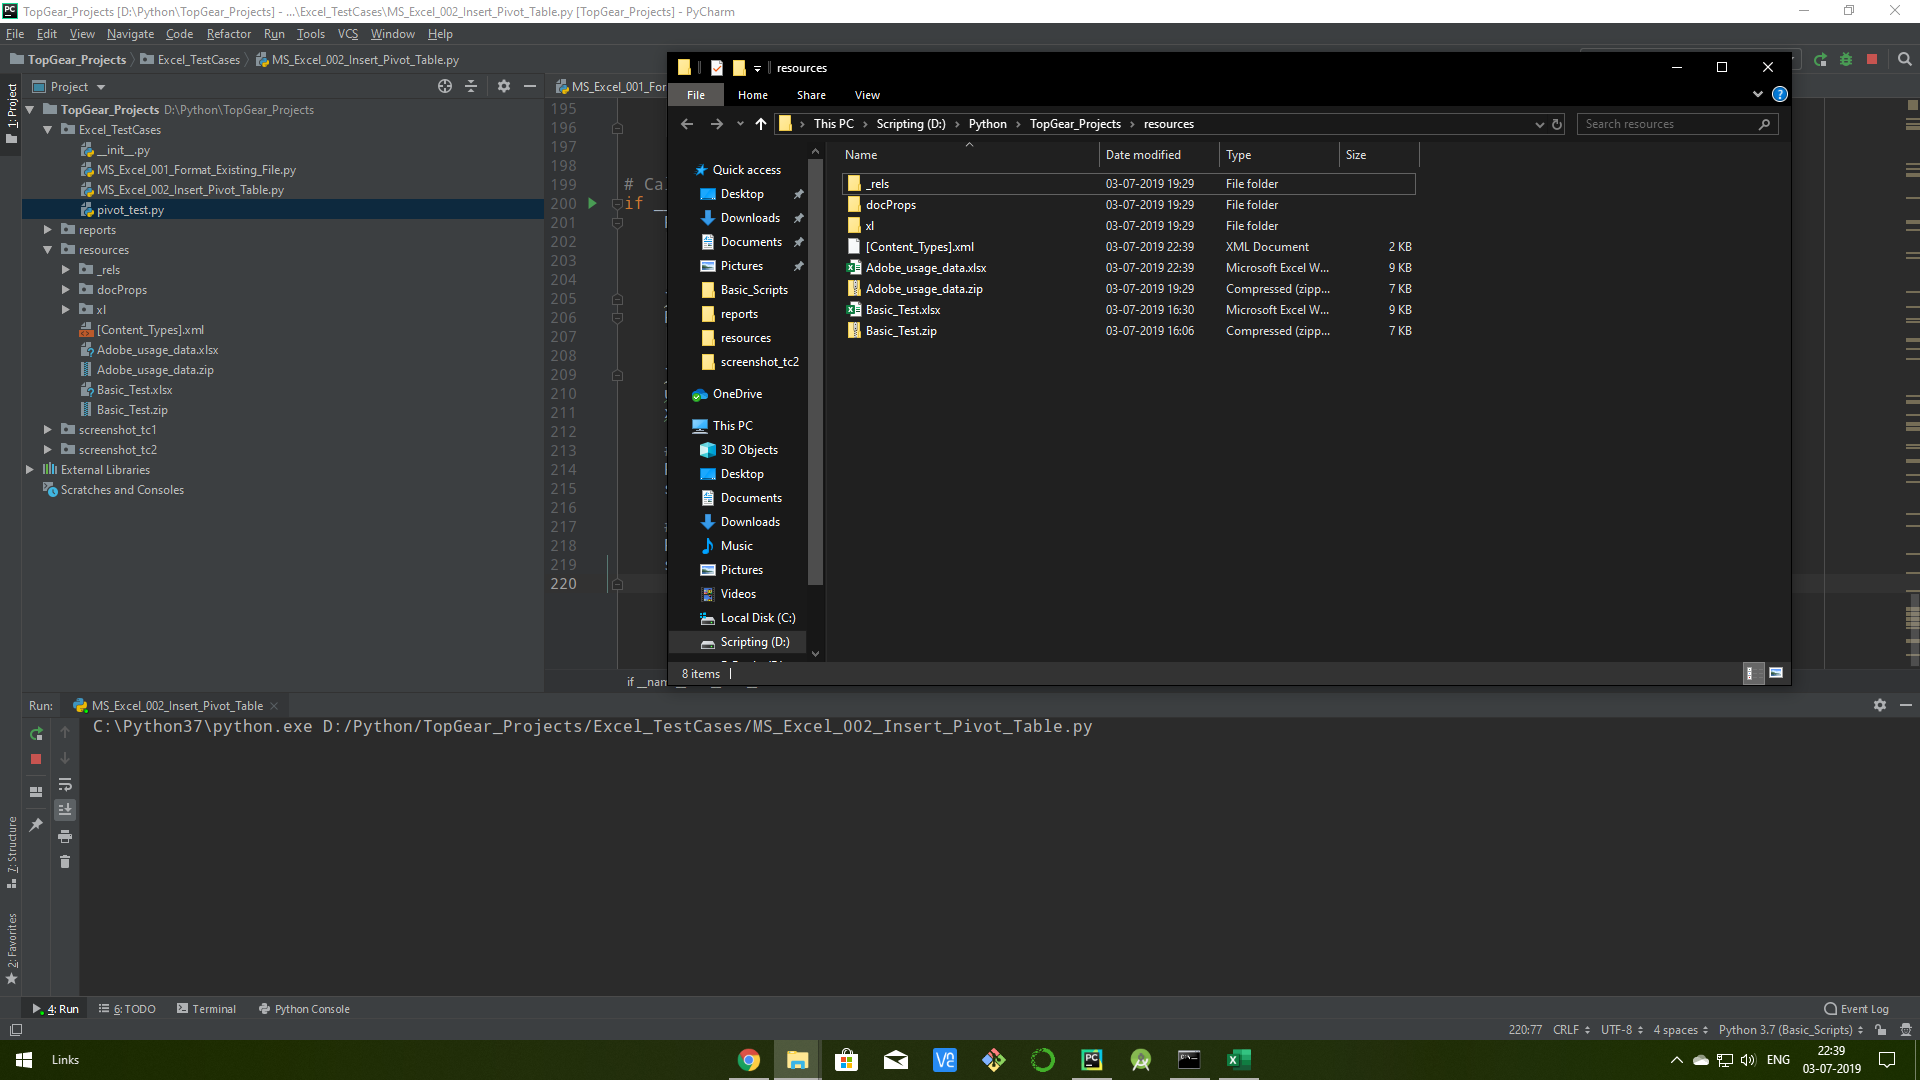 TopGear_Projects [D:\Python\TopGear_Projects] - ...\Excel_TestCases\MS_Excel_002_Insert_Pivot_Table.py [TopGear_Projects] - PyCharm
File Edit View Navigate Code Refactor Run Tools VCS Window Help
TopGear_Projects Excel_TestCases MS_Excel_002_Insert_Pivot_Table.py
1: Project
Project
TopGear_Projects D:\Python\TopGear_Projects
Excel_TestCases
__init__.py
MS_Excel_001_Format_Existing_File.py
MS_Excel_002_Insert_Pivot_Table.py
pivot_test.py
reports
resources
_rels
docProps
xl
[Content_Types].xml
Adobe_usage_data.xlsx
Adobe_usage_data.zip
Basic_Test.xlsx
Basic_Test.zip
screenshot_tc1
screenshot_tc2
External Libraries
Scratches and Consoles
MS_Excel_001_For
195
196
197
198
199 # Ca
200 if __
201
202
203
204
205
206
207
208
209
210
211
212
213 #
214
215
216
217 #
218
219
220
if __nam
resources
File Home Share View
This PC Scripting (D:) Python TopGear_Projects resources
Search resources
Quick access
Desktop
Downloads
Documents
Pictures
Basic_Scripts
reports
resources
screenshot_tc2
OneDrive
This PC
3D Objects
Desktop
Documents
Downloads
Music
Pictures
Videos
Local Disk (C:)
Scripting (D:)
Name Date modified Type Size
_rels 03-07-2019 19:29 File folder
docProps 03-07-2019 19:29 File folder
xl 03-07-2019 19:29 File folder
[Content_Types].xml 03-07-2019 22:39 XML Document 2 KB
Adobe_usage_data.xlsx 03-07-2019 22:39 Microsoft Excel W... 9 KB
Adobe_usage_data.zip 03-07-2019 19:29 Compressed (zipp... 7 KB
Basic_Test.xlsx 03-07-2019 16:30 Microsoft Excel W... 9 KB
Basic_Test.zip 03-07-2019 16:06 Compressed (zipp... 7 KB
8 items
Run: MS_Excel_002_Insert_Pivot_Table
C:\Python37\python.exe D:/Python/TopGear_Projects/Excel_TestCases/MS_Excel_002_Insert_Pivot_Table.py
7: Structure
2: Favorites
4: Run 6: TODO Terminal Python Console Event Log
220:77 CRLF UTF-8 4 spaces Python 3.7 (Basic_Scripts)
Links
ENG
22:39
03-07-2019